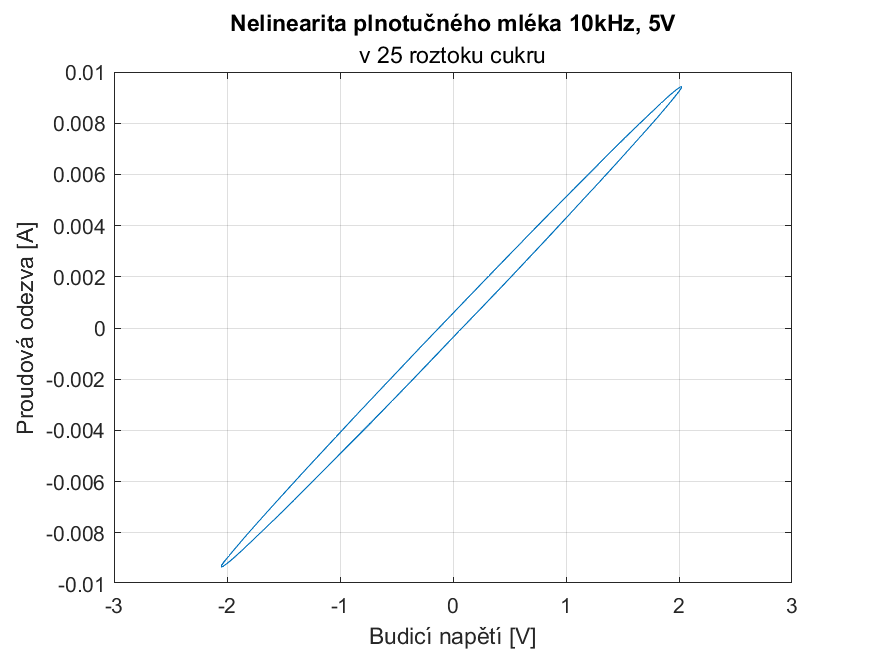 Nelinearita plnotučného mléka 10kHz, 5V
v 25 roztoku cukru
0.01
0.008
0.006
0.004
0.002
0
-0.002
-0.004
-0.006
-0.008
-0.01
Proudová odezva [A]
-3 -2 -1 0 1 2 3
Budicí napětí [V]